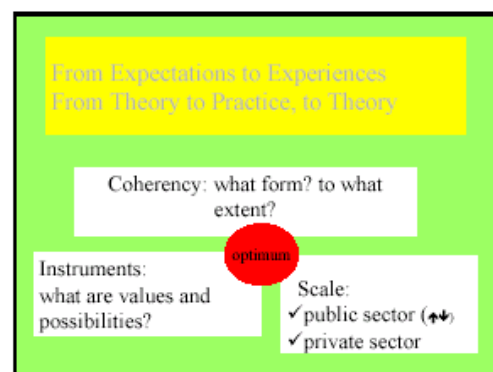 From Expectations to Experiences
From Theory to Practice, to Theory
Coherency: what form? to what
extent?
optimum
Instruments:
what are values and
possibilities?
Scale:
✓public sector (↑↓)
✓private sector